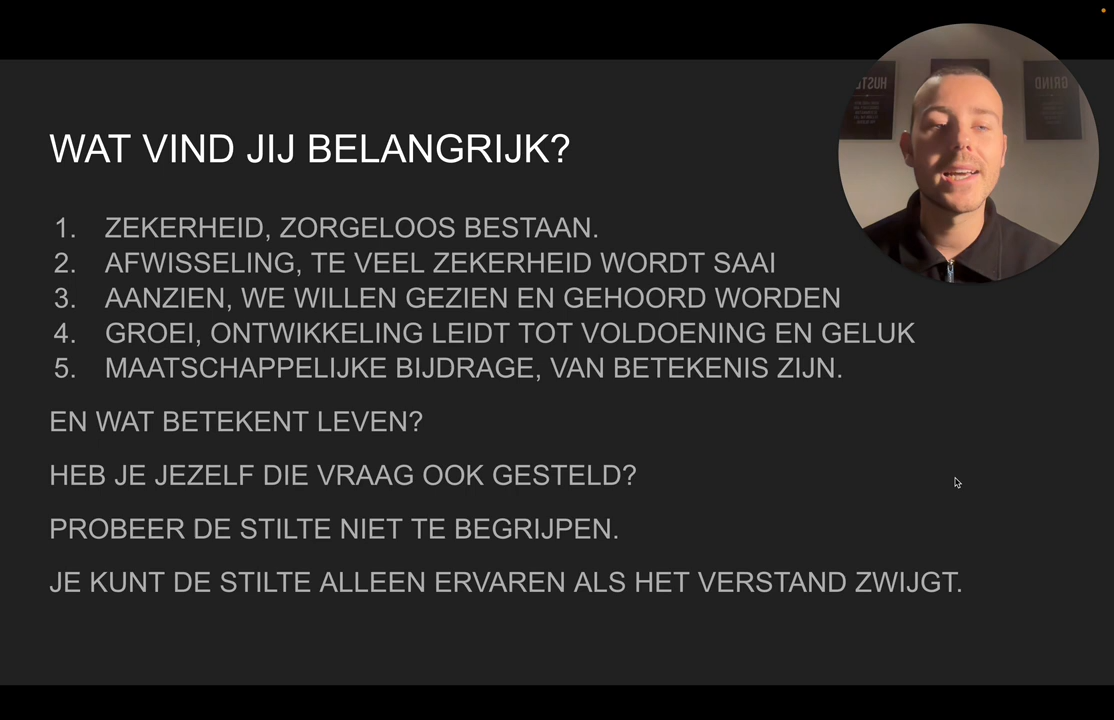 WAT VIND JIJ BELANGRIJK?
1. ZEKERHEID, ZORGELOOS BESTAAN.
2. AFWISSELING, TE VEEL ZEKERHEID WORDT SAAI
3. AANZIEN, WE WILLEN GEZIEN EN GEHOORD WORDEN
4. GROEI, ONTWIKKELING LEIDT TOT VOLDOENING EN GELUK
5. MAATSCHAPPELIJKE BIJDRAGE, VAN BETEKENIS ZIJN.
EN WAT BETEKENT LEVEN?
HEB JE JEZELF DIE VRAAG OOK GESTELD?
PROBEER DE STILTE NIET TE BEGRIJPEN.
JE KUNT DE STILTE ALLEEN ERVAREN ALS HET VERSTAND ZWIJGT.
HUSTLE
GRIND